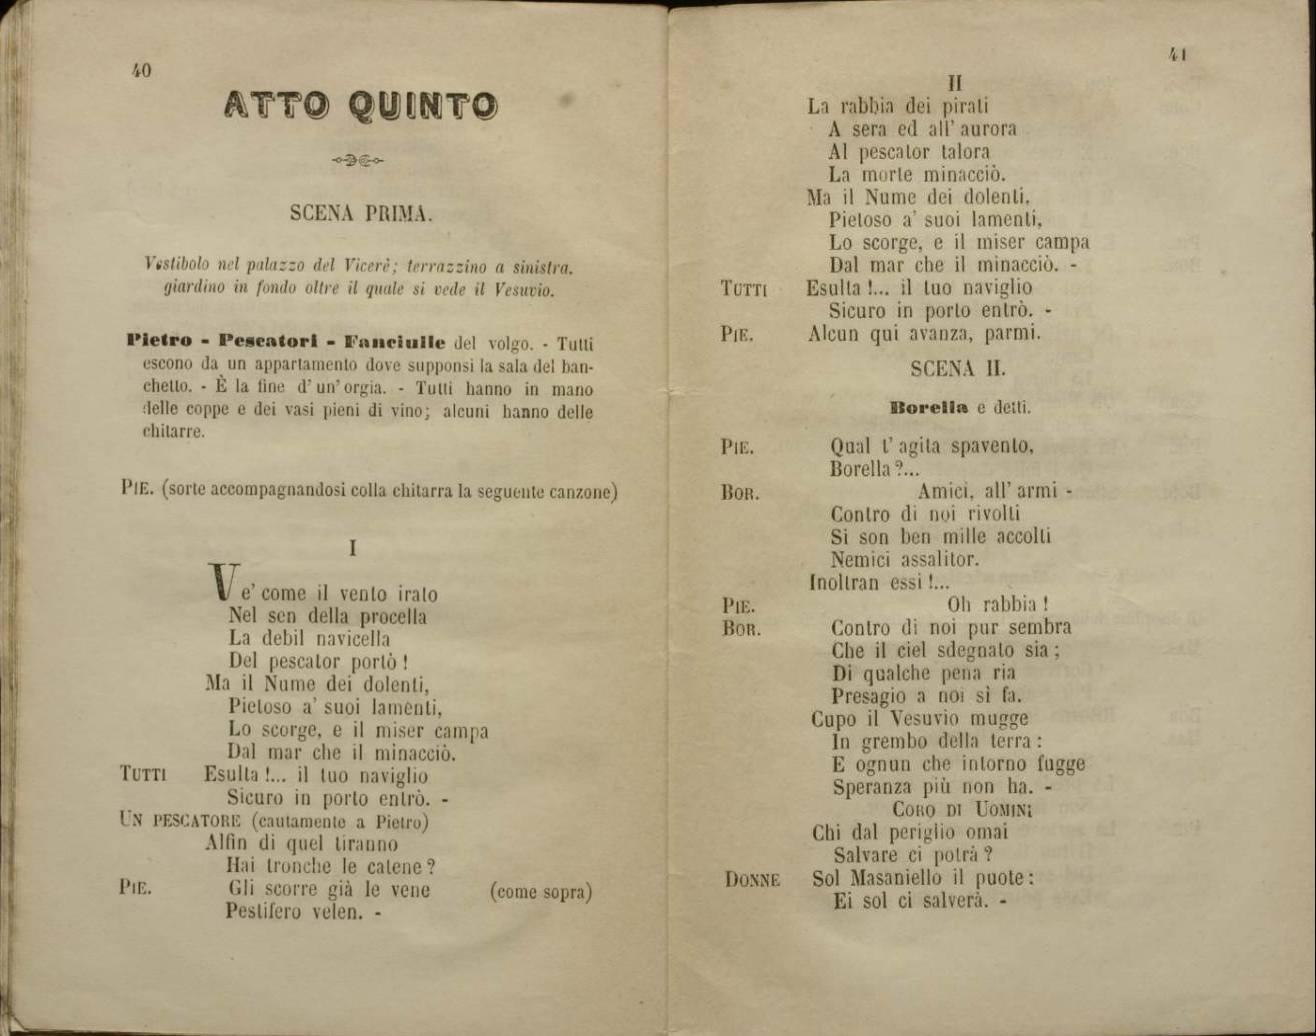 40
ATTO QUINTO
SCENA PRIMA.
Vestibolo nel palazzo del Vicerè; terrazzino a sinistra.
giardino in fondo oltre il quale si vede il Vesuvio.
Pietro - Pescatori - Fanciulle del volgo. - Tutti
escono da un appartamento dove supponsi la sala del ban-
chetto. - È la fine d'un'orgia. - Tutti hanno in mano
delle coppe e dei vasi pieni di vino; alcuni hanno delle
chitarre.
PIE. (sorte accompagnandosi colla chitarra la seguente canzone)
I
Ve' come il vento irato
Nel sen della procella
La debil navicella
Del pescator portò!
Ma il Nume dei dolenti,
Pietoso a' suoi lamenti,
Lo scorge, e il miser campa
Dal mar che il minacciò.
TUTTI Esulta!... il tuo naviglio
Sicuro in porto entrò. -
UN PESCATORE (cautamente a Pietro)
Alfin di quel tiranno
Hai tronche le catene?
PIE. Gli scorre già le vene (come sopra)
Pestifero velen. -
41
II
La rabbia dei pirati
A sera ed all'aurora
Al pescator talora
La morte minacciò.
Ma il Nume dei dolenti,
Pietoso a' suoi lamenti,
Lo scorge, e il miser campa
Dal mar che il minacciò. -
TUTTI Esulta!... il tuo naviglio
Sicuro in porto entrò. -
PIE. Alcun qui avanza, parmi.
SCENA II.
Borella e detti.
PIE. Qual t'agita spavento,
Borella?...
BOR. Amici, all'armi -
Contro di noi rivolti
Si son ben mille accolti
Nemici assalitor.
Inoltran essi!...
PIE. Oh rabbia!
BOR. Contro di noi pur sembra
Che il ciel sdegnato sia;
Di qualche pena ria
Presagio a noi sì fa.
Cupo il Vesuvio mugge
In grembo della terra:
E ognun che intorno fugge
Speranza più non ha. -
CORO DI UOMINI
Chi dal periglio omai
Salvare ci potrà?
DONNE Sol Masaniello il puote:
Ei sol ci salverà. -